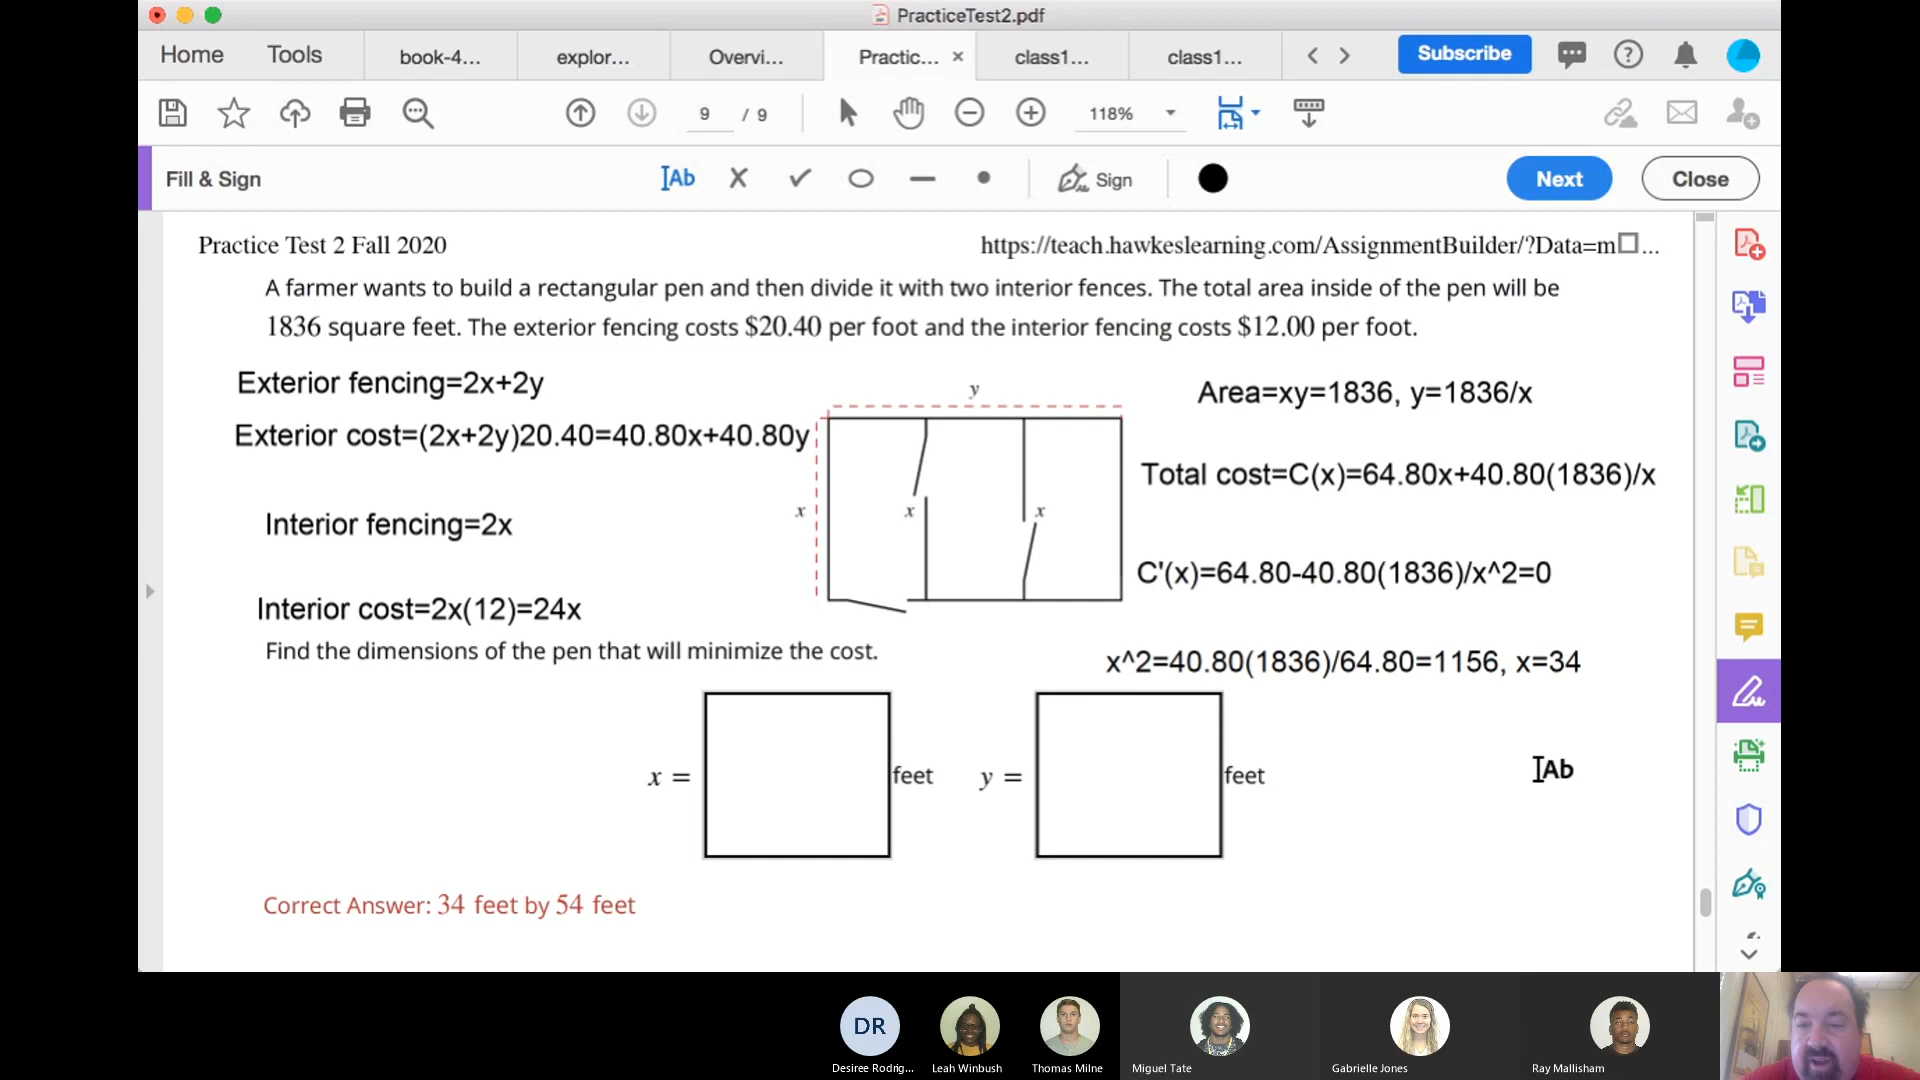 PracticeTest2.pdf
Home Tools book-4... explor... Overvi... Practic... × class1... class1... Subscribe
9 / 9 118%
Fill & Sign Ab Sign Next Close
Practice Test 2 Fall 2020 https://teach.hawkeslearning.com/AssignmentBuilder/?Data=m□...
A farmer wants to build a rectangular pen and then divide it with two interior fences. The total area inside of the pen will be
1836 square feet. The exterior fencing costs $20.40 per foot and the interior fencing costs $12.00 per foot.
Exterior fencing=2x+2y
y
Area=xy=1836, y=1836/x
Exterior cost=(2x+2y)20.40=40.80x+40.80y
Total cost=C(x)=64.80x+40.80(1836)/x
x x x
Interior fencing=2x
C'(x)=64.80-40.80(1836)/x^2=0
Interior cost=2x(12)=24x
Find the dimensions of the pen that will minimize the cost.
x^2=40.80(1836)/64.80=1156, x=34
x = feet y = feet
Ab
Correct Answer: 34 feet by 54 feet
DR
Desiree Rodrig... Leah Winbush Thomas Milne Miguel Tate Gabrielle Jones Ray Mallisham